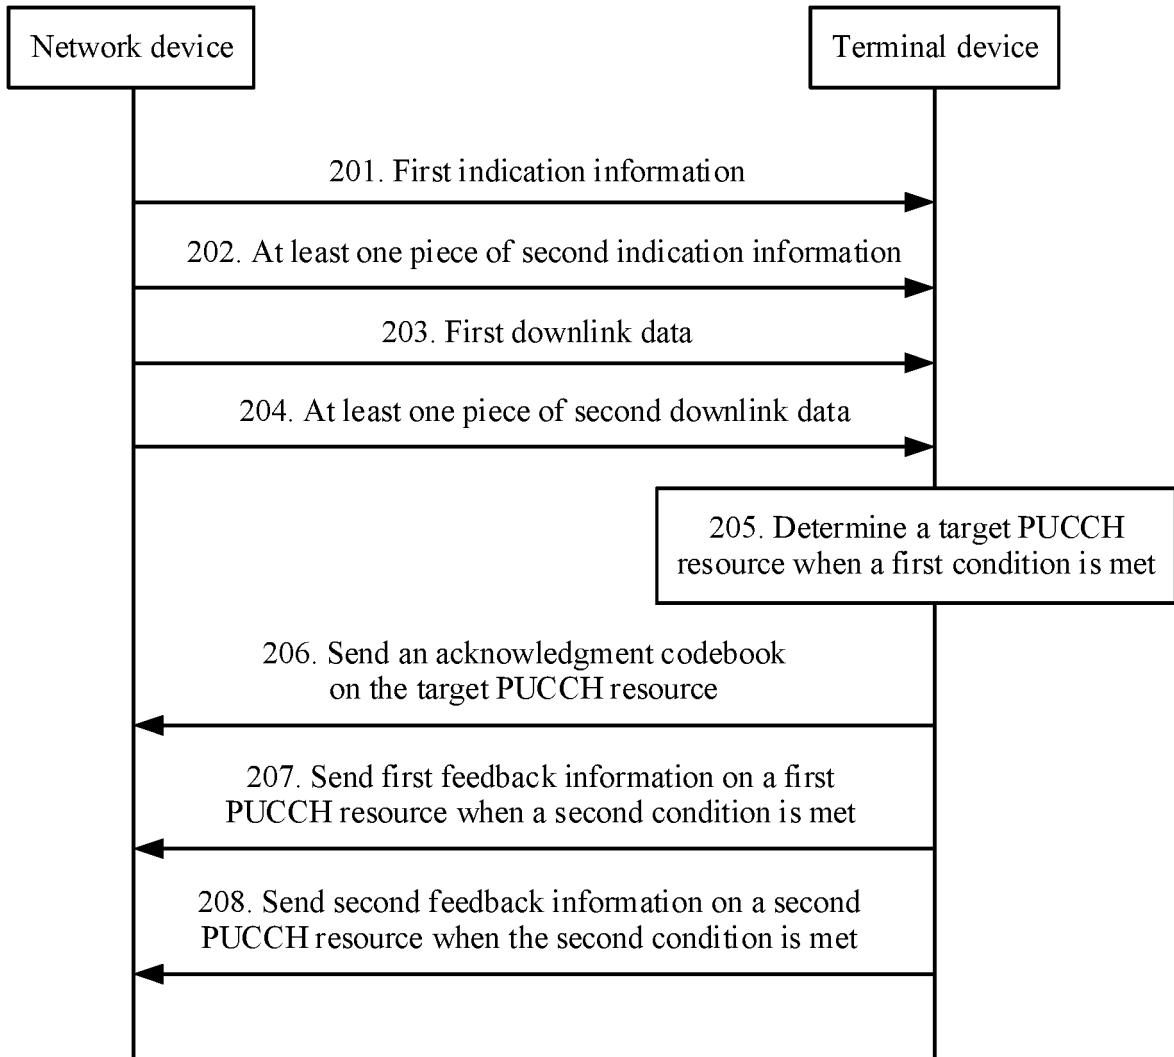 Network device
Terminal device
201. First indication information
202. At least one piece of second indication information
203. First downlink data
204. At least one piece of second downlink data
205. Determine a target PUCCH
resource when a first condition is met
206. Send an acknowledgment codebook
on the target PUCCH resource
207. Send first feedback information on a first
PUCCH resource when a second condition is met
208. Send second feedback information on a second
PUCCH resource when the second condition is met